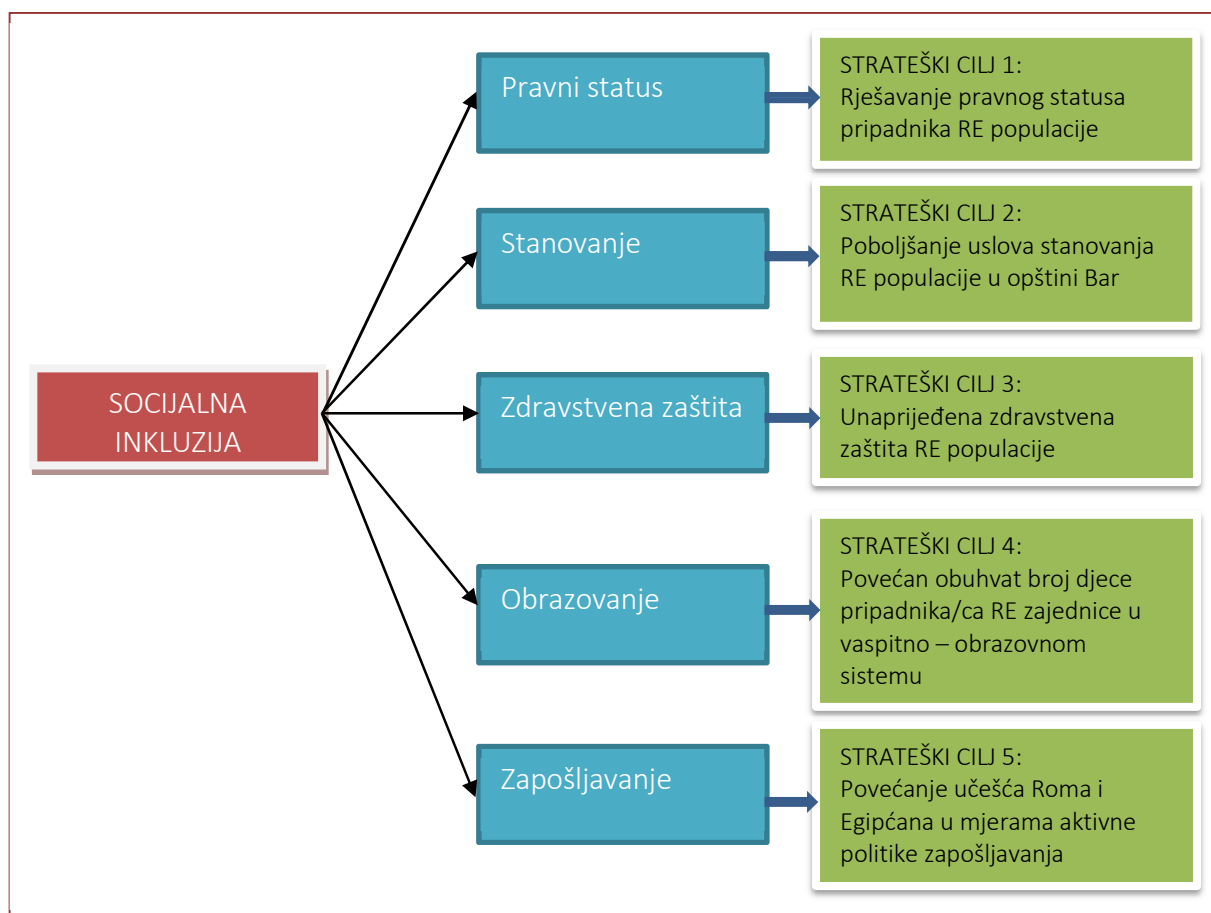 SOCIJALNA
INKLUZIJA
Pravni status
STRATEŠKI CILJ 1:
Rješavanje pravnog statusa
pripadnika RE populacije
Stanovanje
STRATEŠKI CILJ 2:
Poboljšanje uslova stanovanja
RE populacije u opštini Bar
Zdravstvena zaštita
STRATEŠKI CILJ 3:
Unaprijeđena zdravstvena
zaštita RE populacije
Obrazovanje
STRATEŠKI CILJ 4:
Povećan obuhvat broj djece
pripadnika/ca RE zajednice u
vaspitno – obrazovnom
sistemu
Zapošljavanje
STRATEŠKI CILJ 5:
Povećanje učešća Roma i
Egipćana u mjerama aktivne
politike zapošljavanja